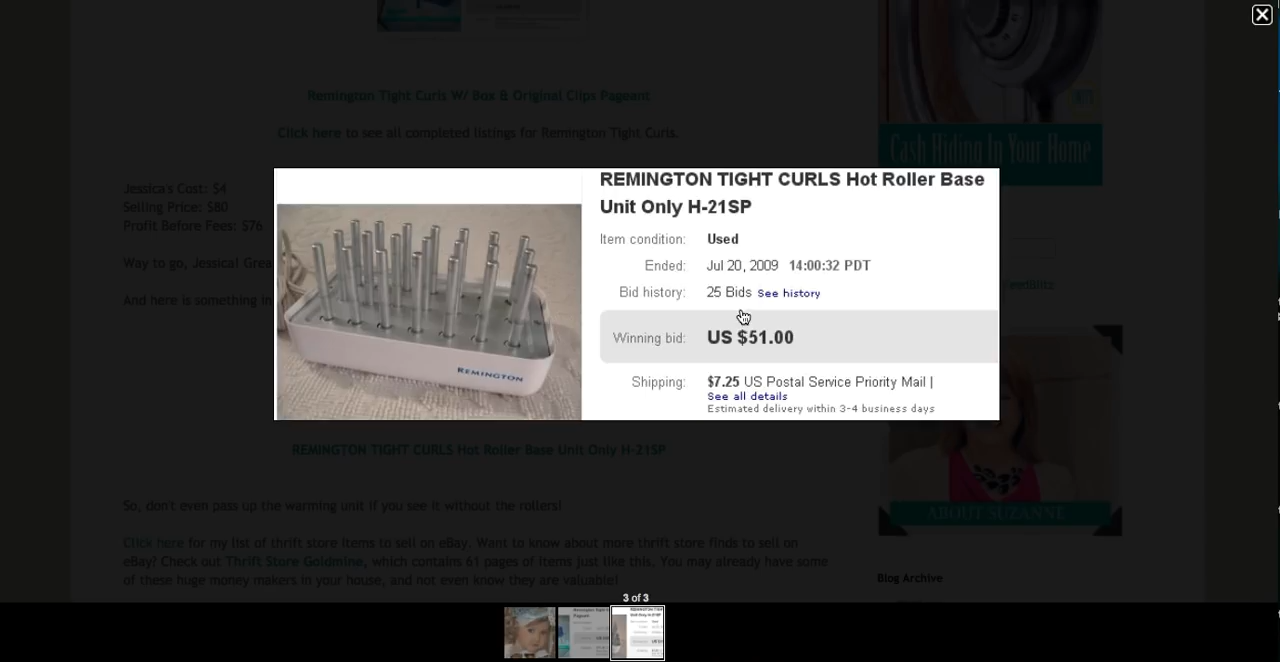 Remington Tight Curls W/ Box & Original Clips Pageant
Click here to see all completed listings for Remington Tight Curls.
Cash Hiding In Your Home
Jessica's Cost: $4
Selling Price: $80
Profit Before Fees: $76
Way to go, Jessica! Grea
And here is something in
REMINGTON TIGHT CURLS Hot Roller Base
Unit Only H-21SP
Item condition: Used
Ended: Jul 20, 2009 14:00:32 PDT
Bid history: 25 Bids See history
Winning bid: US $51.00
Shipping: $7.25 US Postal Service Priority Mail |
See all details
Estimated delivery within 3-4 business days
REMINGTON
REMINGTON TIGHT CURLS Hot Roller Base Unit Only H-21SP
So, don't even pass up the warming unit if you see it without the rollers!
Click here for my list of thrift store items to sell on eBay. Want to know about more thrift store finds to sell on
eBay? Check out Thrift Store Goldmine, which contains 61 pages of items just like this. You may already have some
of these huge money makers in your house, and not even know they are valuable!
ABOUT SUZANNE
Blog Archive
3 of 3